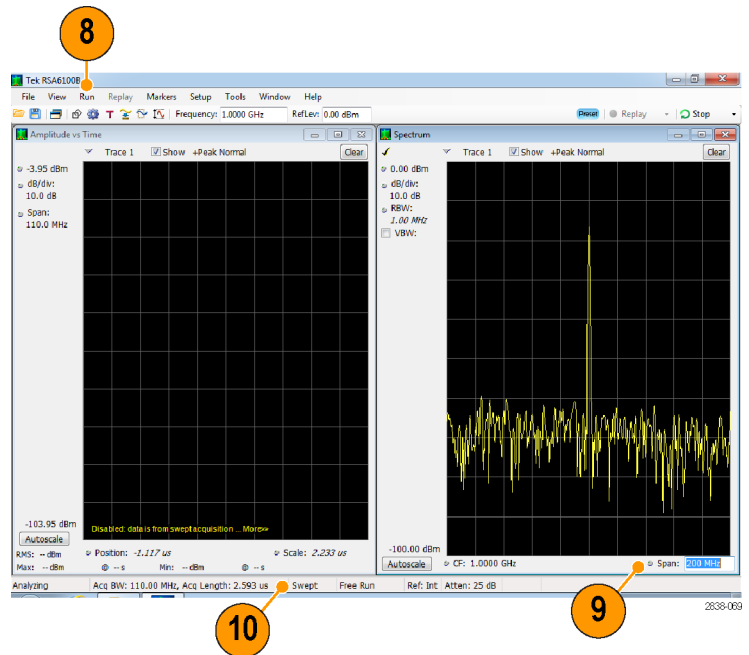 8
Tek RSA6100B
File View Run Replay Markers Setup Tools Window Help
T Frequency: 1.0000 GHz RefLev: 0.00 dBm Preset Replay Stop
Amplitude vs Time
Trace 1 Show +Peak Normal Clear
-3.95 dBm
dB/div:
10.0 dB
Span:
110.0 MHz
Disabled: data is from swept acquisition ... More>>
-103.95 dBm
Autoscale
Position: -1.117 us Scale: 2.233 us
RMS: -- dBm
Max: -- dBm @ -- s Min: -- dBm @ -- s
Spectrum
Trace 1 Show +Peak Normal Clear
0.00 dBm
dB/div:
10.0 dB
RBW:
1.00 MHz
VBW:
-100.00 dBm
Autoscale CF: 1.0000 GHz Span: 200 MHz
Analyzing Acq BW: 110.00 MHz, Acq Length: 2.593 us Swept Free Run Ref: Int Atten: 25 dB
9
10
2838-069